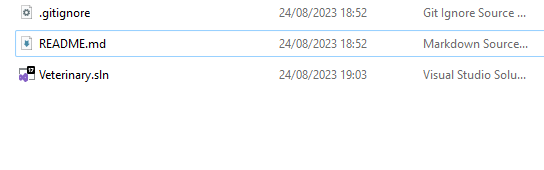 .gitignore 24/08/2023 18:52 Git Ignore Source ...
README.md 24/08/2023 18:52 Markdown Source...
Veterinary.sln 24/08/2023 19:03 Visual Studio Solu...